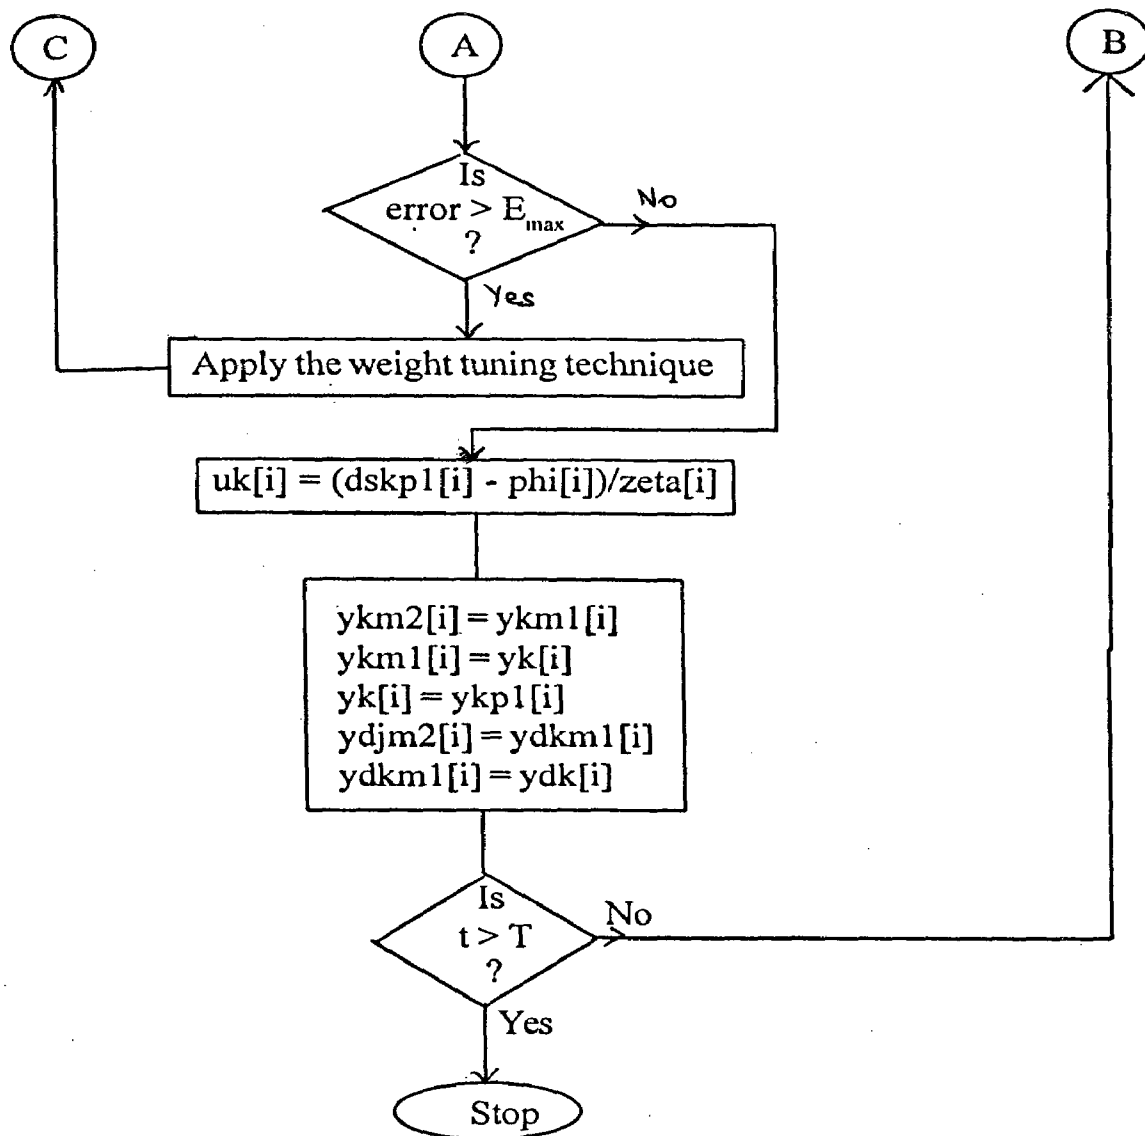 C
A
B
Is
error > Emax
?
No
Yes
Apply the weight tuning technique
uk[i] = (dskp1[i] - phi[i])/zeta[i]
ykm2[i] = ykm1[i]
ykm1[i] = yk[i]
yk[i] = ykp1[i]
ydjm2[i] = ydkm1[i]
ydkm1[i] = ydk[i]
Is
t > T
?
No
Yes
Stop